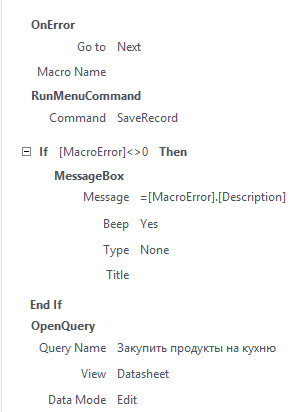 OnError
Go to Next
Macro Name
RunMenuCommand
Command SaveRecord
If [MacroError]<>0 Then
MessageBox
Message =[MacroError].[Description]
Beep Yes
Type None
Title
End If
OpenQuery
Query Name Закупить продукты на кухню
View Datasheet
Data Mode Edit